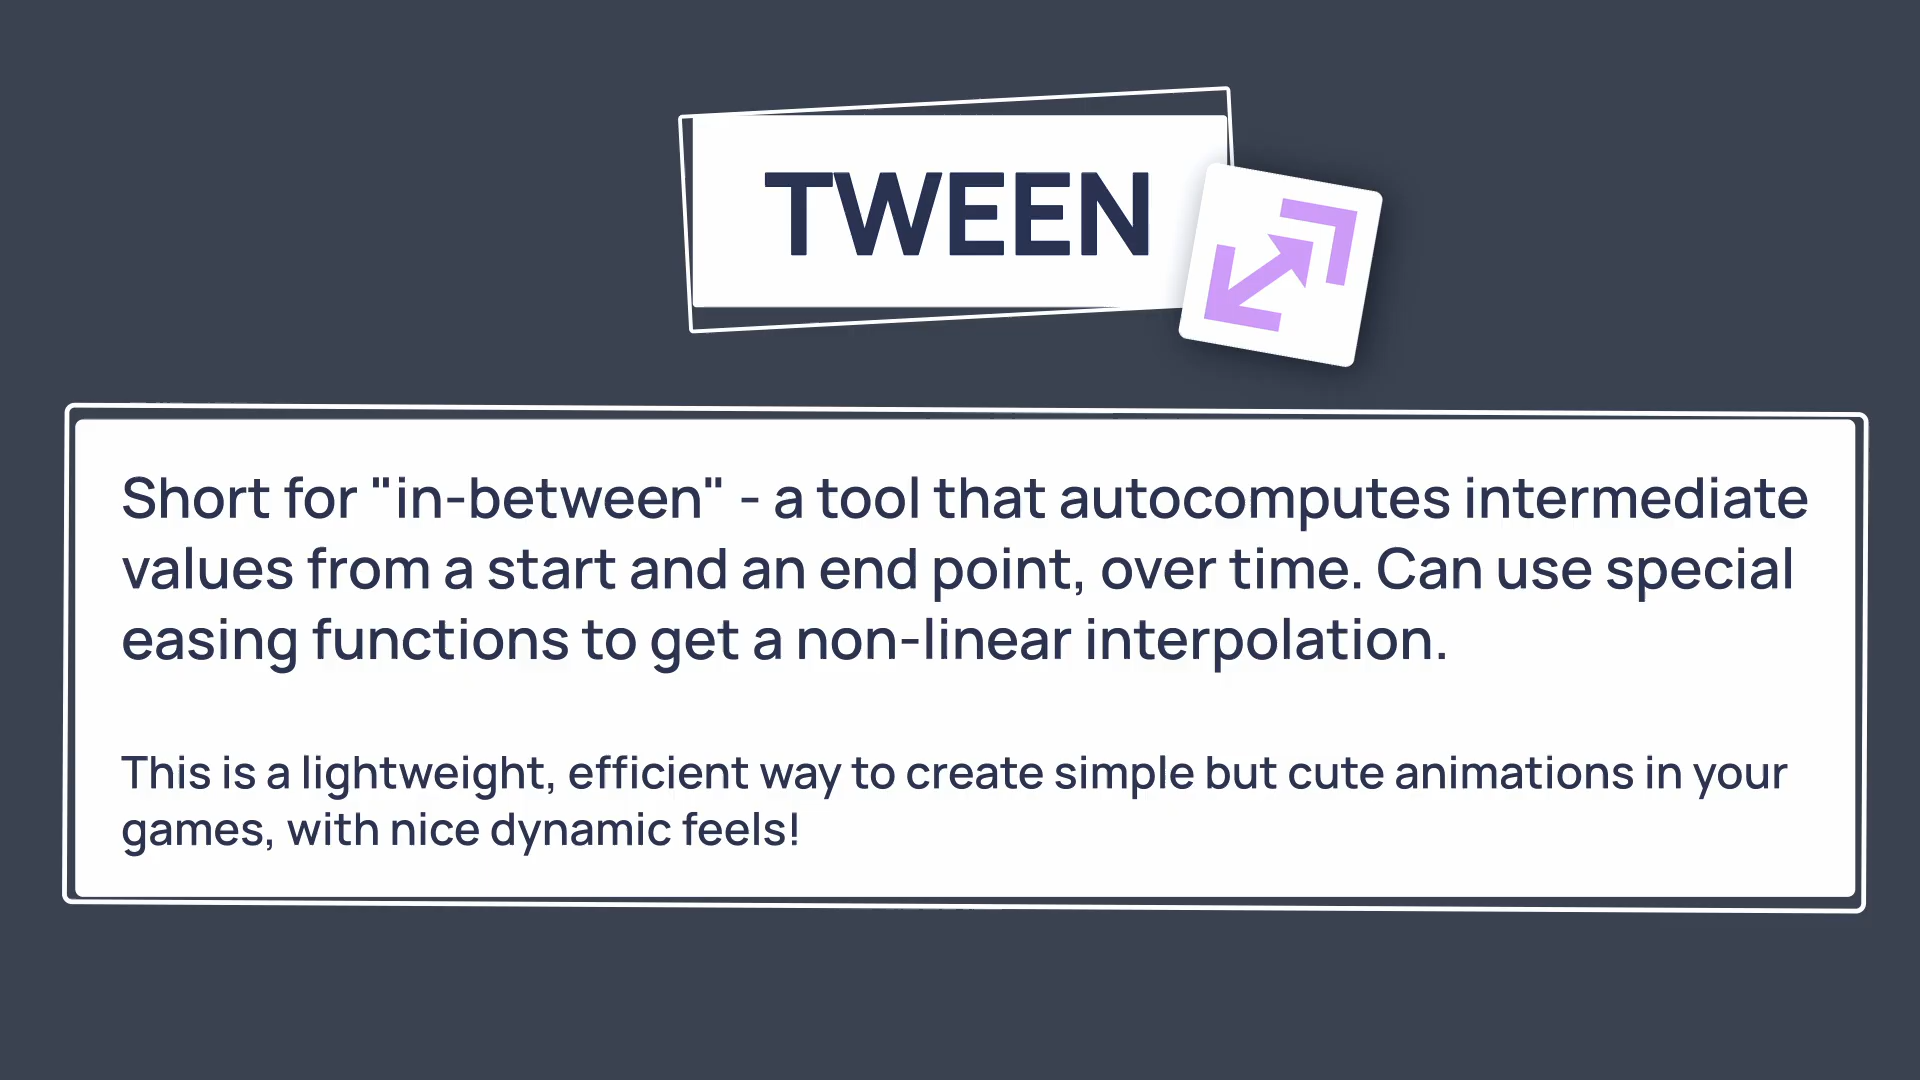 TWEEN
Short for "in-between" - a tool that autocomputes intermediate
values from a start and an end point, over time. Can use special
easing functions to get a non-linear interpolation.
This is a lightweight, efficient way to create simple but cute animations in your
games, with nice dynamic feels!